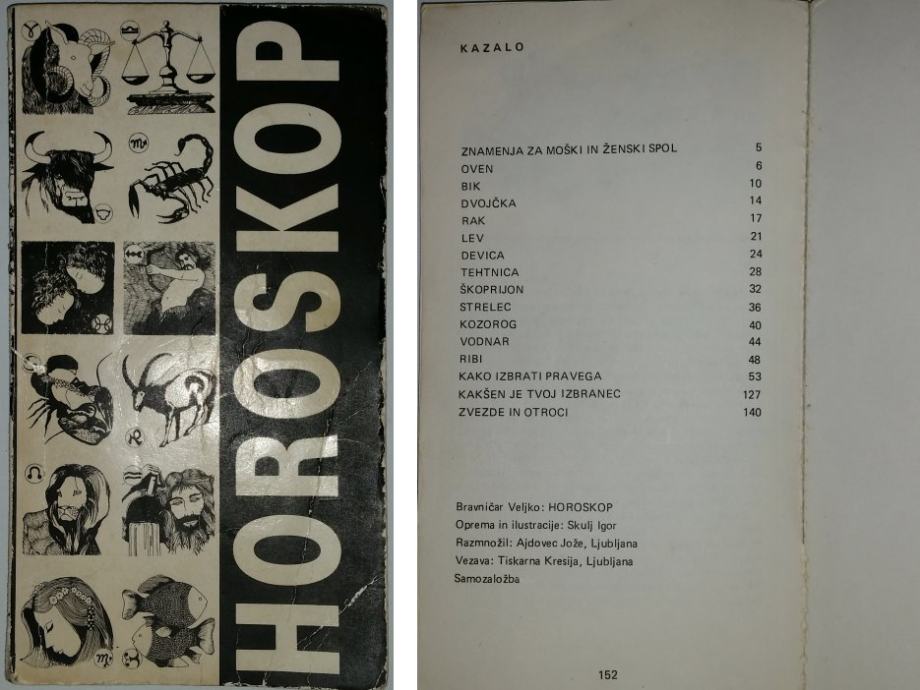 HOROSKOP
KAZALO
ZNAMENJA ZA MOŠKI IN ŽENSKI SPOL 5
OVEN 6
BIK 10
DVOJČKA 14
RAK 17
LEV 21
DEVICA 24
TEHTNICA 28
ŠKOPRIJON 32
STRELEC 36
KOZOROG 40
VODNAR 44
RIBI 48
KAKO IZBRATI PRAVEGA 53
KAKŠEN JE TVOJ IZBRANEC 127
ZVEZDE IN OTROCI 140
Bravničar Veljko: HOROSKOP
Oprema in ilustracije: Skulj Igor
Razmnožil: Ajdovec Jože, Ljubljana
Vezava: Tiskarna Kresija, Ljubljana
Samozaložba
152